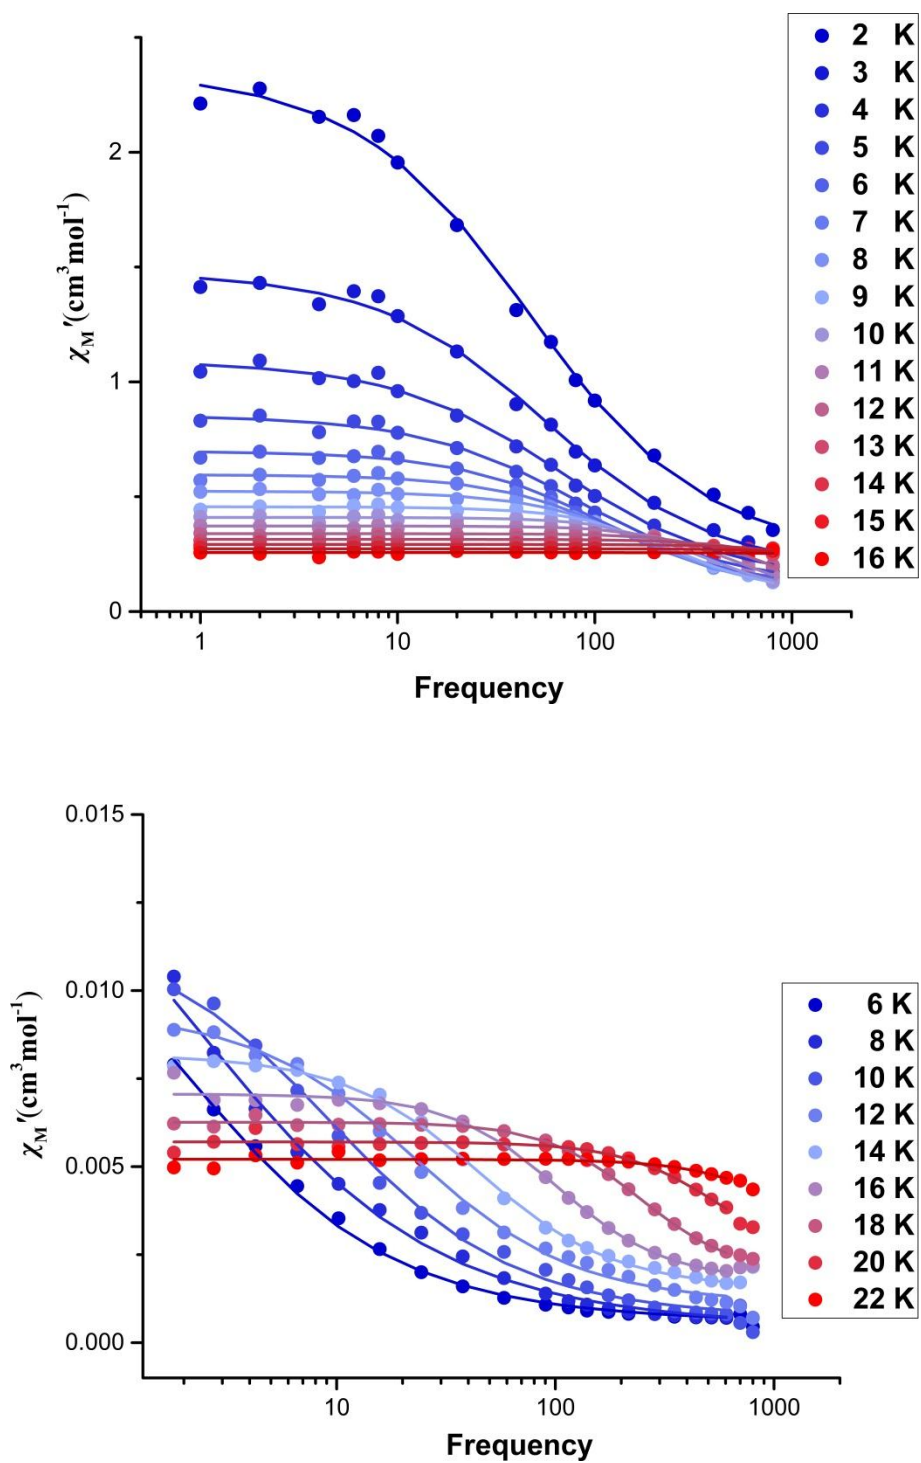 2 K
3 K
4 K
5 K
6 K
7 K
8 K
9 K
10 K
11 K
12 K
13 K
14 K
15 K
16 K
χM′(cm3mol-1)
2
1
0
1 10 100 1000
Frequency
0.015
0.010
0.005
0.000
χM′(cm3mol-1)
6 K
8 K
10 K
12 K
14 K
16 K
18 K
20 K
22 K
10 100 1000
Frequency